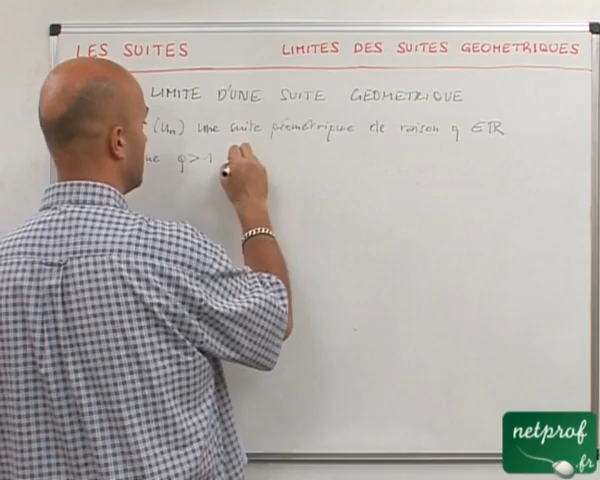 LES SUITES LIMITES DES SUITES GEOMETRIQUES
LIMITE D'UNE SUITE GEOMETRIQUE
(Un) une suite géométrique de raison q ∈ ℝ
q > 1
netprof
.fr